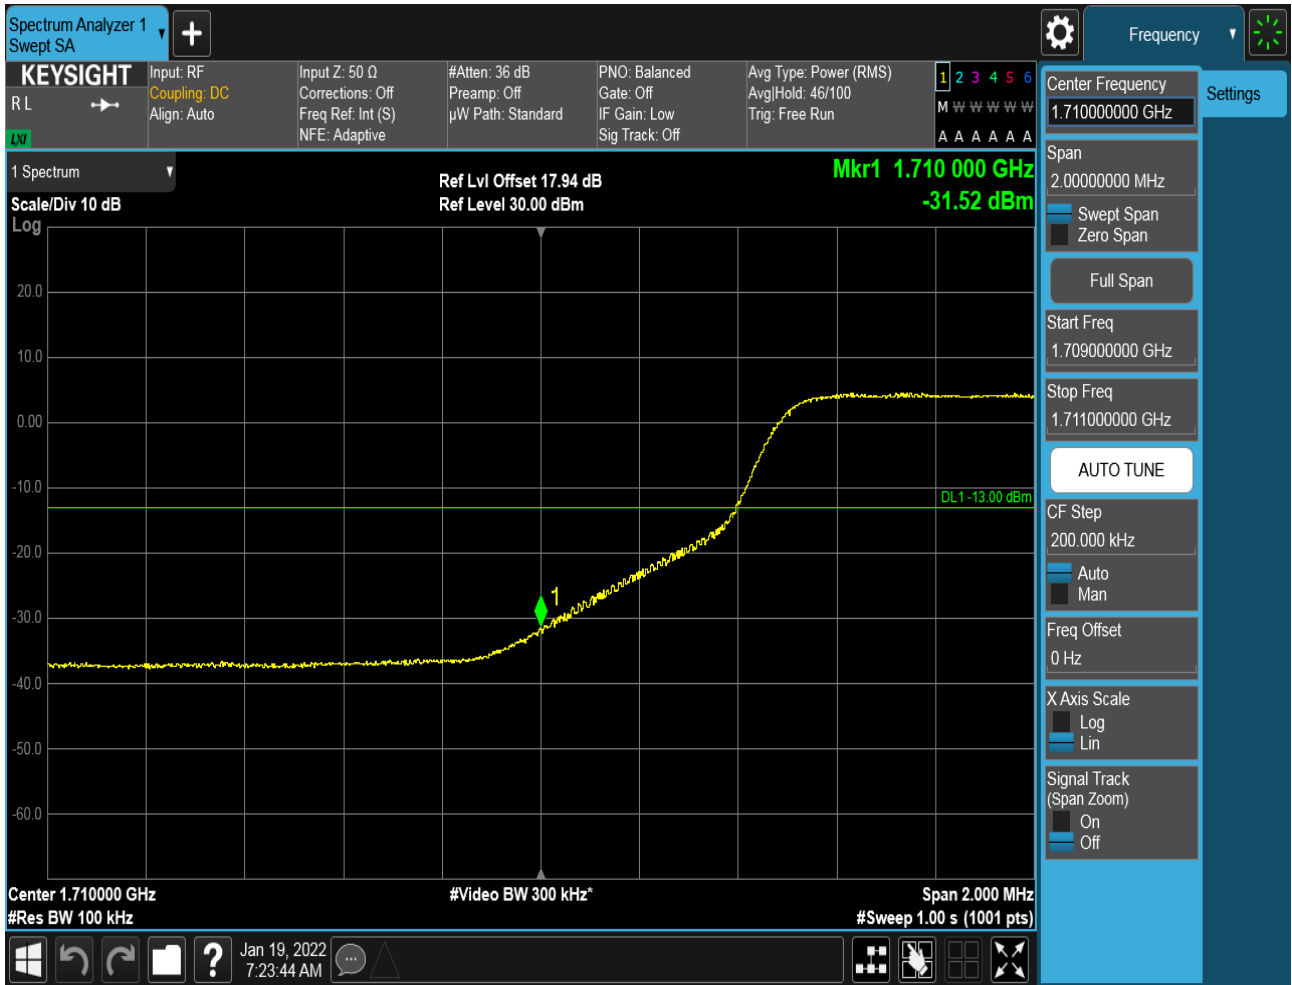 Spectrum Analyzer 1
Swept SA
Frequency
KEYSIGHT
R L
LXI
Input: RF
Coupling: DC
Align: Auto
Input Z: 50 Ω
Corrections: Off
Freq Ref: Int (S)
NFE: Adaptive
#Atten: 36 dB
Preamp: Off
µW Path: Standard
PNO: Balanced
Gate: Off
IF Gain: Low
Sig Track: Off
Avg Type: Power (RMS)
Avg|Hold: 46/100
Trig: Free Run
1 2 3 4 5 6
M W W W W W
A A A A A A
1 Spectrum
Scale/Div 10 dB
Log
Ref Lvl Offset 17.94 dB
Ref Level 30.00 dBm
Mkr1 1.710 000 GHz
-31.52 dBm
20.0
10.0
0.00
-10.0
-20.0
-30.0
-40.0
-50.0
-60.0
DL1 -13.00 dBm
1
Center 1.710000 GHz
#Res BW 100 kHz
#Video BW 300 kHz*
Span 2.000 MHz
#Sweep 1.00 s (1001 pts)
Center Frequency
1.710000000 GHz
Settings
Span
2.00000000 MHz
Swept Span
Zero Span
Full Span
Start Freq
1.709000000 GHz
Stop Freq
1.711000000 GHz
AUTO TUNE
CF Step
200.000 kHz
Auto
Man
Freq Offset
0 Hz
X Axis Scale
Log
Lin
Signal Track
(Span Zoom)
On
Off
?
Jan 19, 2022
7:23:44 AM